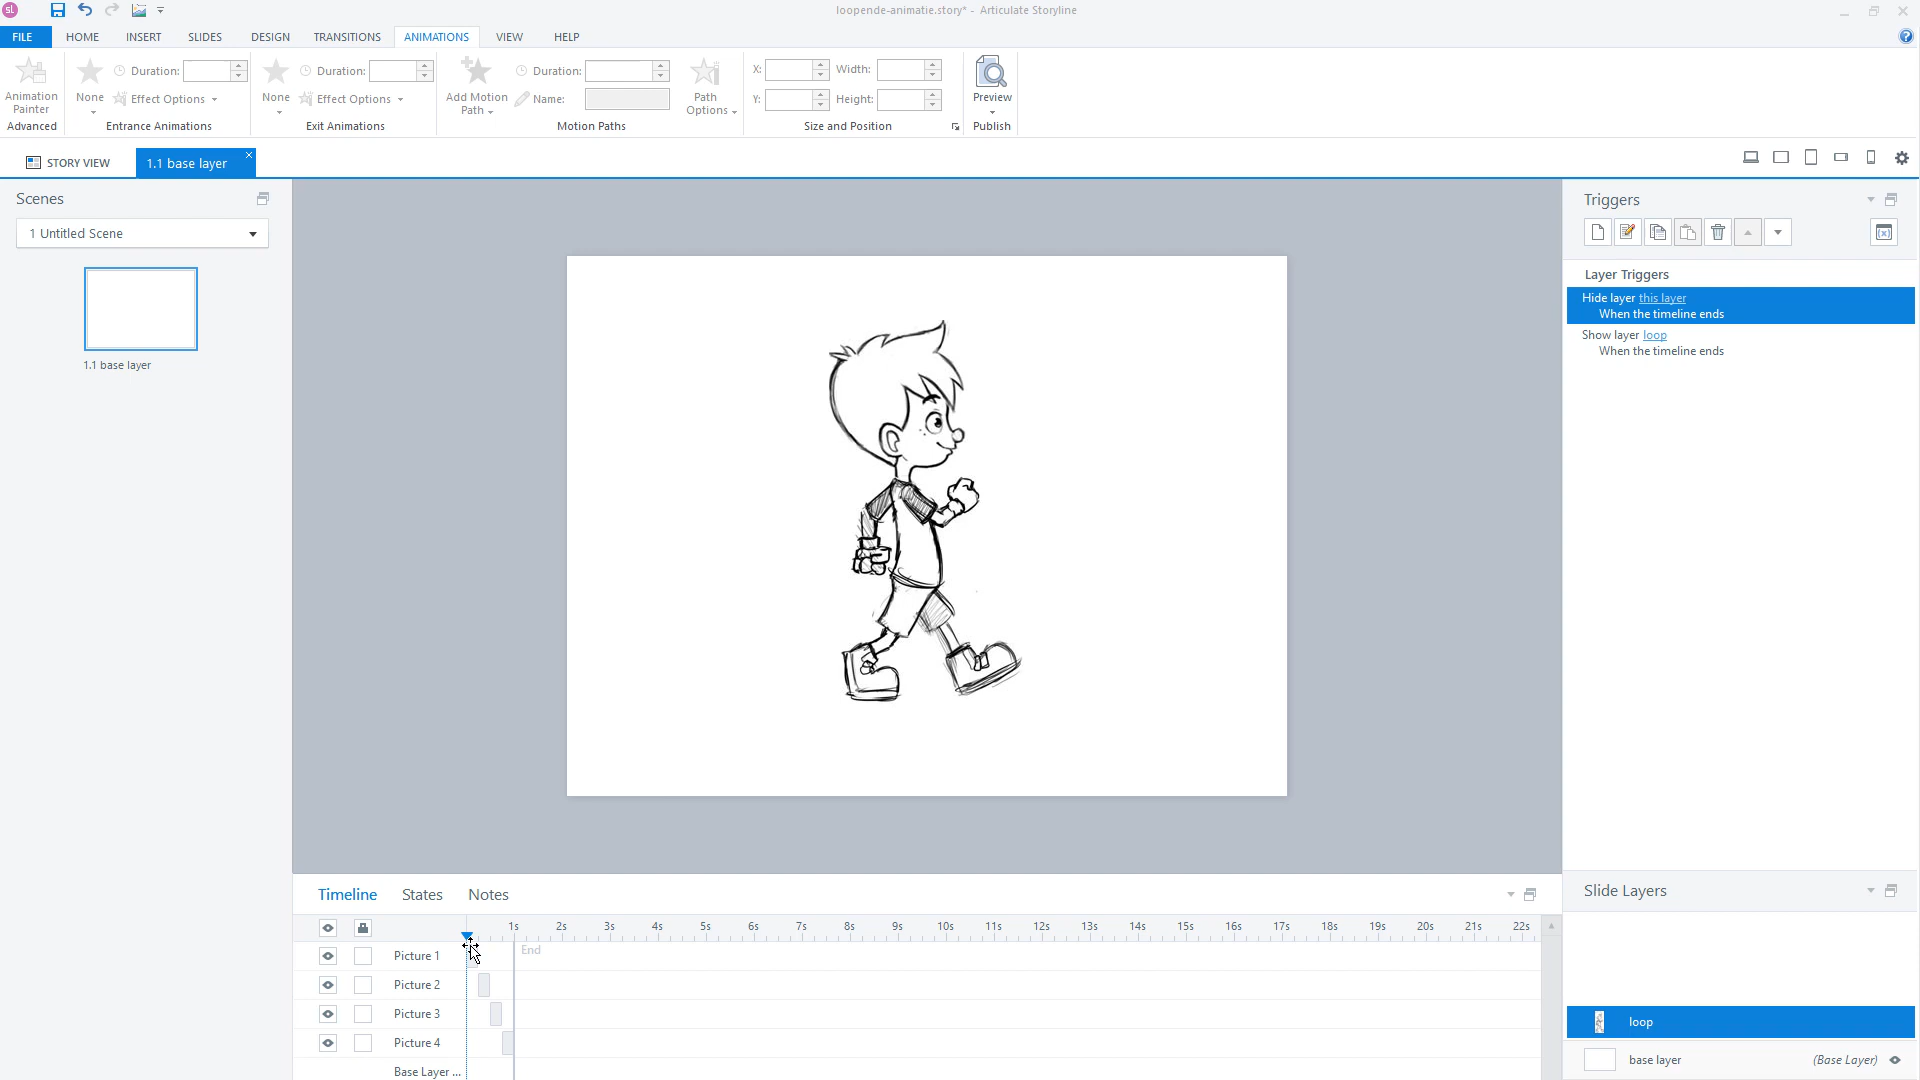 sl
loopende-animatie.story* - Articulate Storyline
FILE
HOME
INSERT
SLIDES
DESIGN
TRANSITIONS
ANIMATIONS
VIEW
HELP
Animation
Painter
Advanced
None
Duration:
Effect Options
Entrance Animations
None
Duration:
Effect Options
Exit Animations
Add Motion
Path
Duration:
Name:
Path
Options
Motion Paths
X:
Width:
Y:
Height:
Size and Position
Preview
Publish
STORY VIEW
1.1 base layer
Scenes
1 Untitled Scene
1.1 base layer
Triggers
Layer Triggers
Hide layer this layer
When the timeline ends
Show layer loop
When the timeline ends
Timeline
States
Notes
1s 2s 3s 4s 5s 6s 7s 8s 9s 10s 11s 12s 13s 14s 15s 16s 17s 18s 19s 20s 21s 22s
End
Picture 1
Picture 2
Picture 3
Picture 4
Base Layer ...
Slide Layers
loop
base layer
(Base Layer)